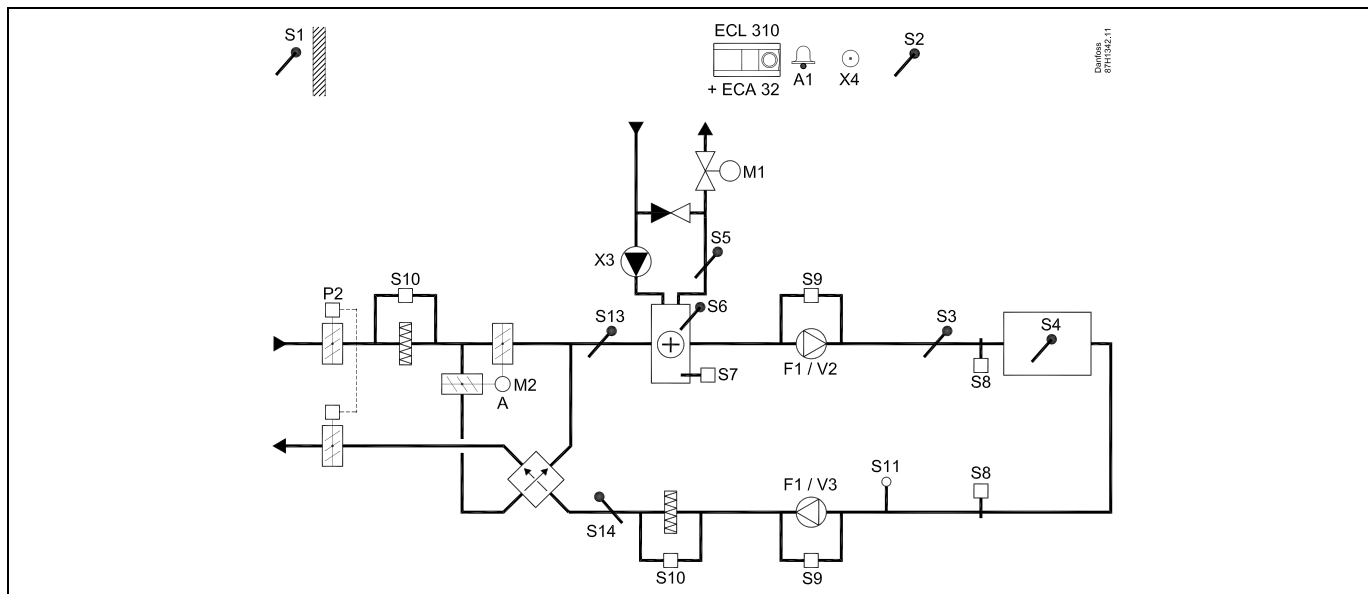 S1
ECL 310
+ ECA 32
A1
X4
S2
Danfoss
87H1342.11
M1
S5
X3
S10
P2
S13
S6
S9
S3
S4
F1 / V2
S7
S8
M2
A
S11
S8
F1 / V3
S14
S10
S9